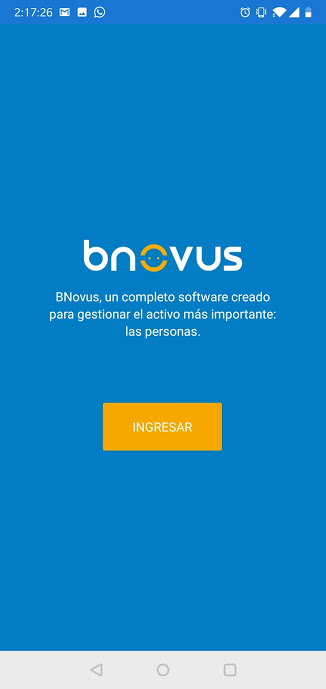 2:17:26
bnovus
BNovus, un completo software creado
para gestionar el activo más importante:
las personas.
INGRESAR